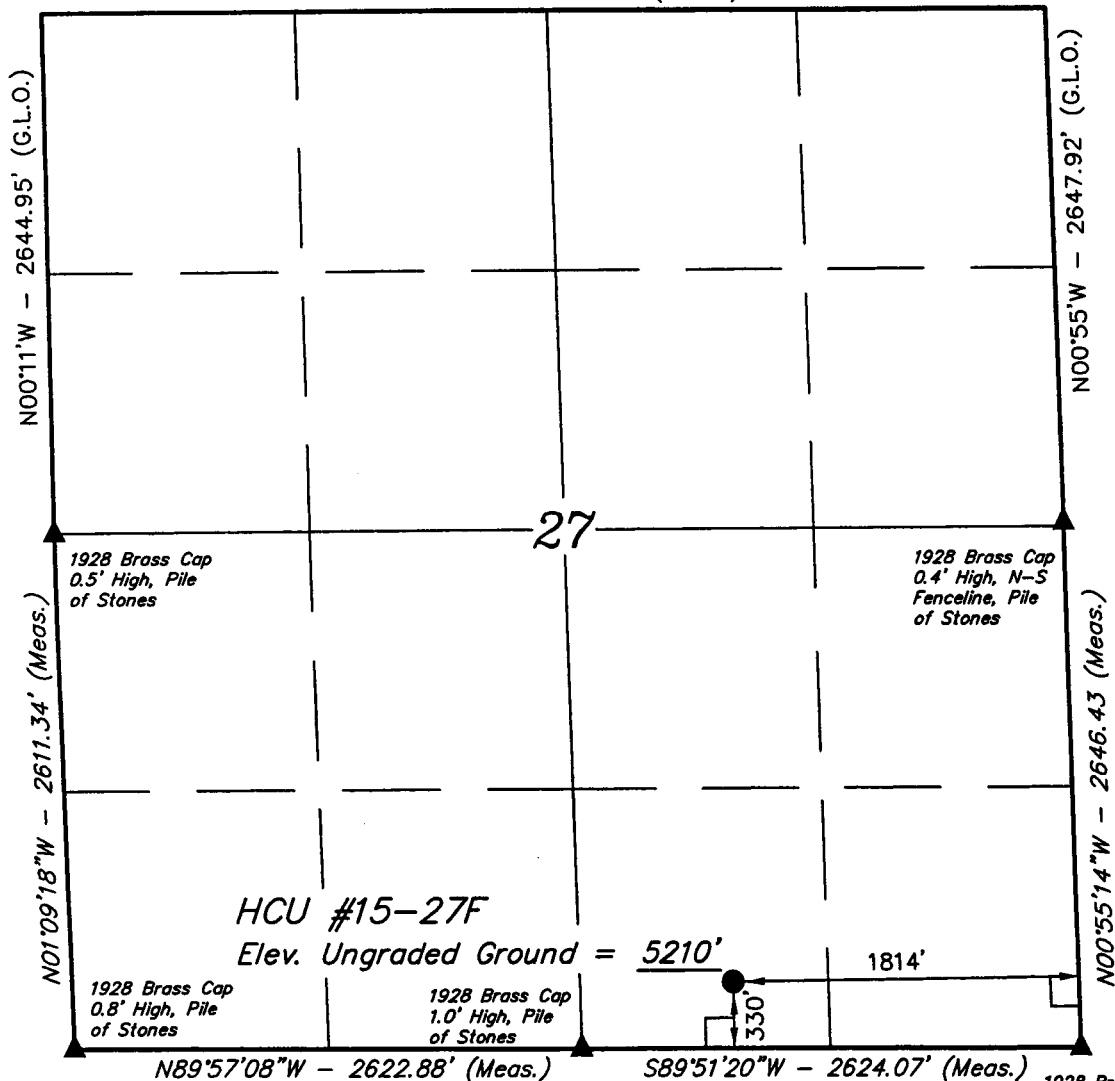 N00°11'W – 2644.95' (G.L.O.)
N00°55'W – 2647.92' (G.L.O.)
27
1928 Brass Cap
0.5' High, Pile
of Stones
1928 Brass Cap
0.4' High, N–S
Fenceline, Pile
of Stones
N01°09'18"W – 2611.34' (Meas.)
N00°55'14"W – 2646.43 (Meas.)
HCU #15–27F
Elev. Ungraded Ground = 5210'
1814'
330'
1928 Brass Cap
0.8' High, Pile
of Stones
1928 Brass Cap
1.0' High, Pile
of Stones
N89°57'08"W – 2622.88' (Meas.)
S89°51'20"W – 2624.07' (Meas.)
1928